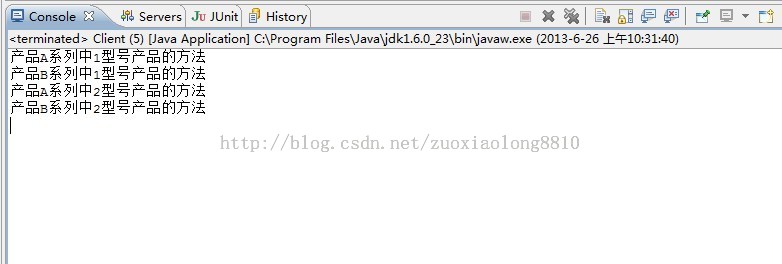 Console Servers JUnit History
<terminated> Client (5) [Java Application] C:\Program Files\Java\jdk1.6.0_23\bin\javaw.exe (2013-6-26 上午10:31:40)
产品A系列中1型号产品的方法
产品B系列中1型号产品的方法
产品A系列中2型号产品的方法
产品B系列中2型号产品的方法
http://blog.csdn.net/zuoxiaolong8810